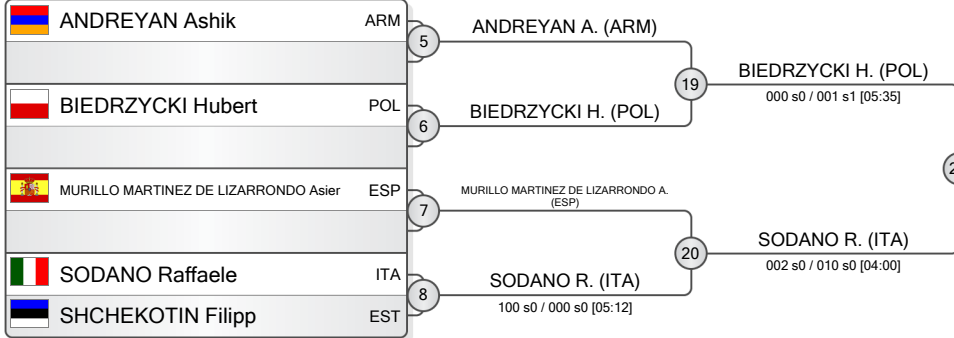 ANDREYAN Ashik ARM
5
ANDREYAN A. (ARM)
19
BIEDRZYCKI H. (POL)
000 s0 / 001 s1 [05:35]
BIEDRZYCKI Hubert POL
6
BIEDRZYCKI H. (POL)
MURILLO MARTINEZ DE LIZARRONDO Asier ESP
7
MURILLO MARTINEZ DE LIZARRONDO A.
(ESP)
20
SODANO R. (ITA)
002 s0 / 010 s0 [04:00]
SODANO Raffaele ITA
8
SODANO R. (ITA)
100 s0 / 000 s0 [05:12]
SHCHEKOTIN Filipp EST